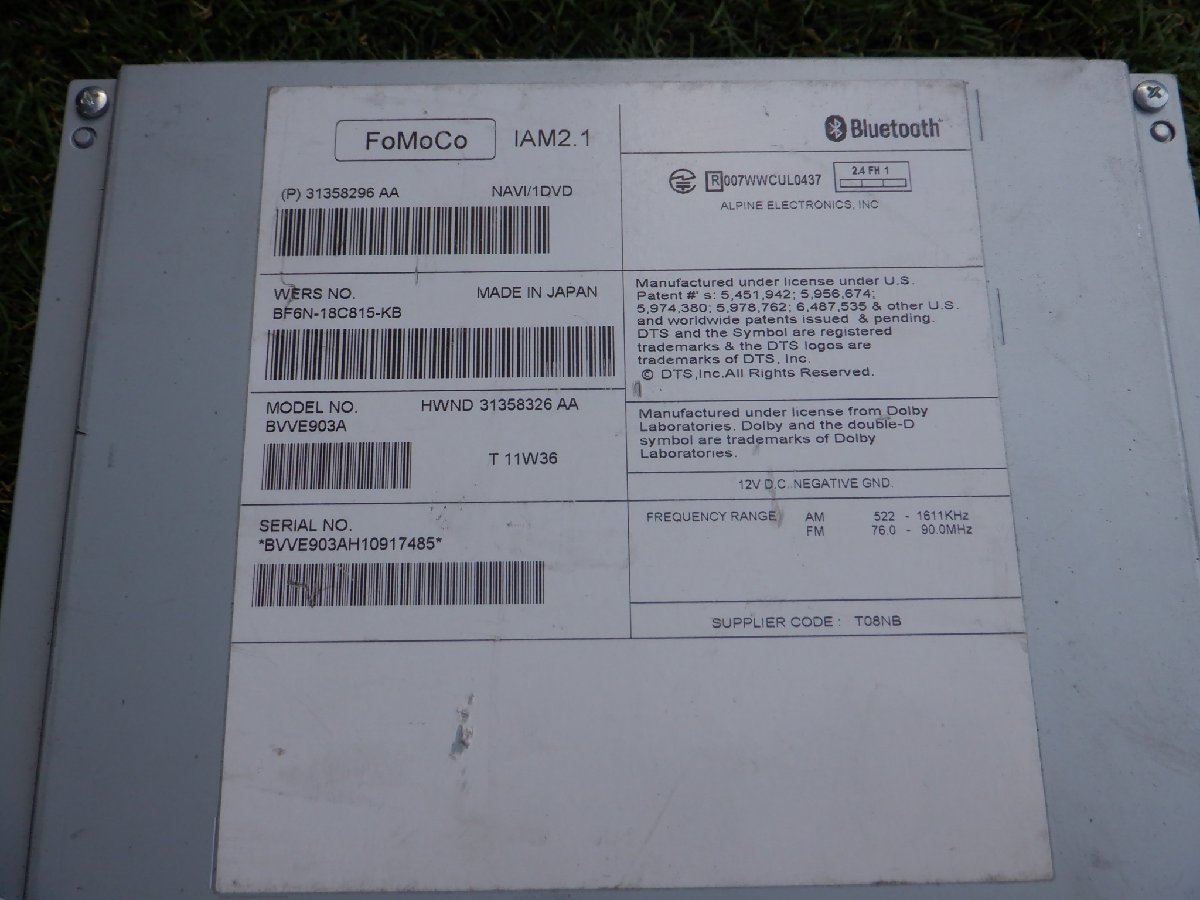 FoMoCo IAM2.1
(P) 31358296 AA NAVI/1DVD
WERS NO. MADE IN JAPAN
BF6N-18C815-KB
MODEL NO. HWND 31358326 AA
BVVE903A
T 11W36
SERIAL NO.
*BVVE903AH10917485*
Bluetooth
R 007WWCUL0437 2.4 FH 1
ALPINE ELECTRONICS, INC
Manufactured under license under U.S.
Patent #' s: 5,451,942; 5,956,674;
5,974,380; 5,978,762; 6,487,535 & other U.S.
and worldwide patents issued & pending.
DTS and the Symbol are registered
trademarks & the DTS logos are
trademarks of DTS, Inc.
© DTS,Inc.All Rights Reserved.
Manufactured under license from Dolby
Laboratories. Dolby and the double-D
symbol are trademarks of Dolby
Laboratories.
12V D.C. NEGATIVE GND.
FREQUENCY RANGE AM 522 - 1611KHz
FM 76.0 - 90.0MHz
SUPPLIER CODE : T08NB